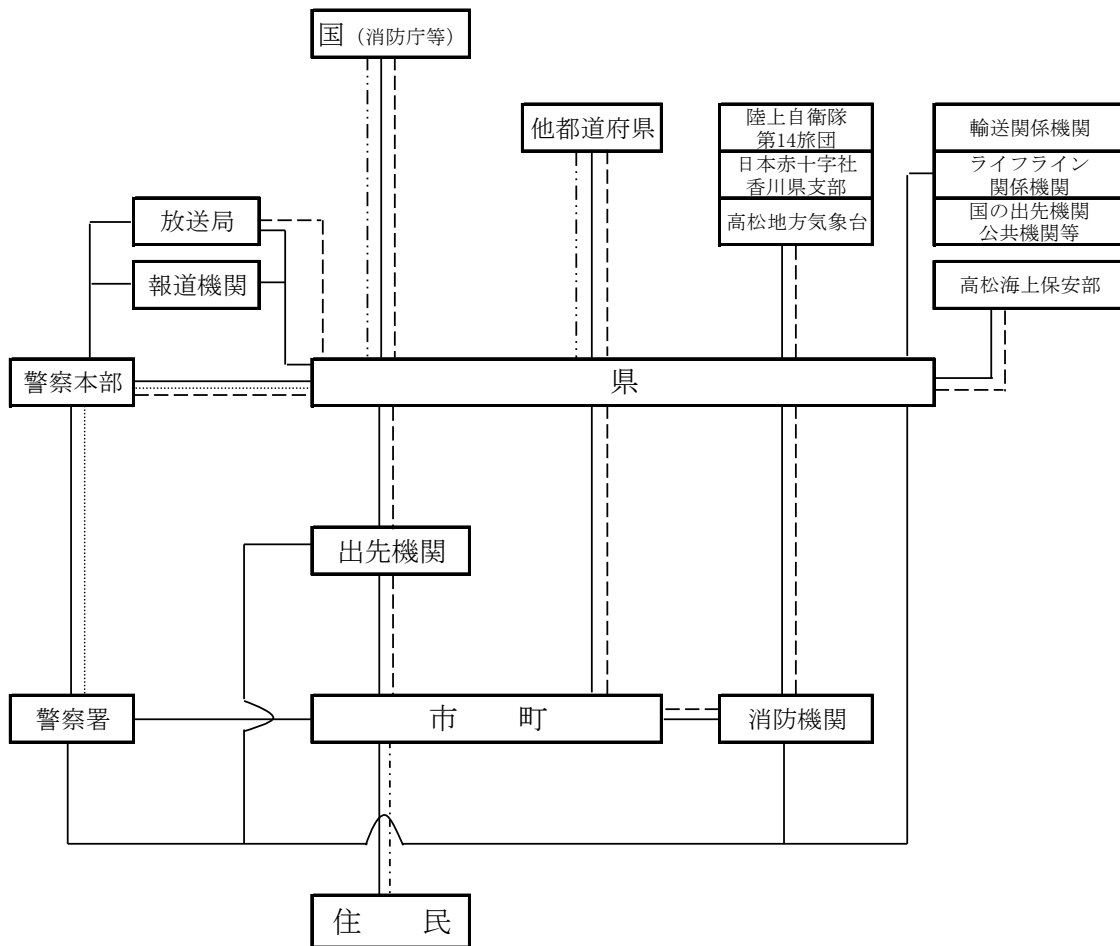 国（消防庁等）
他都道府県
陸上自衛隊
第14旅団
日本赤十字社
香川県支部
高松地方気象台
輸送関係機関
ライフライン
関係機関
国の出先機関
公共機関等
放送局
報道機関
高松海上保安部
警察本部
県
出先機関
警察署
市　　町
消防機関
住　　民